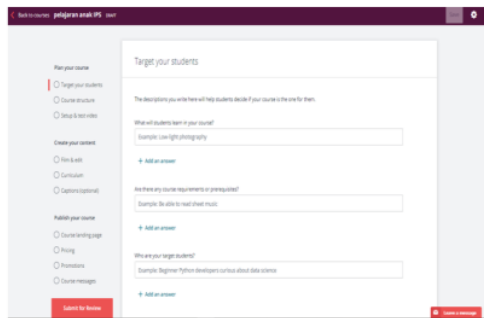 Back to courses pelajaran anak IPS DRAFT
Save
Plan your course
Target your students
Course structure
Setup & test video
Create your content
Film & edit
Curriculum
Captions (optional)
Publish your course
Course landing page
Pricing
Promotions
Course messages
Submit for Review
Target your students
The descriptions you write here will help students decide if your course is the one for them.
What will students learn in your course?
Example: Low-light photography
+ Add an answer
Are there any course requirements or prerequisites?
Example: Be able to read sheet music.
+ Add an answer
Who are your target students?
Example: Beginner Python developers curious about data science
+ Add an answer
Leave a message